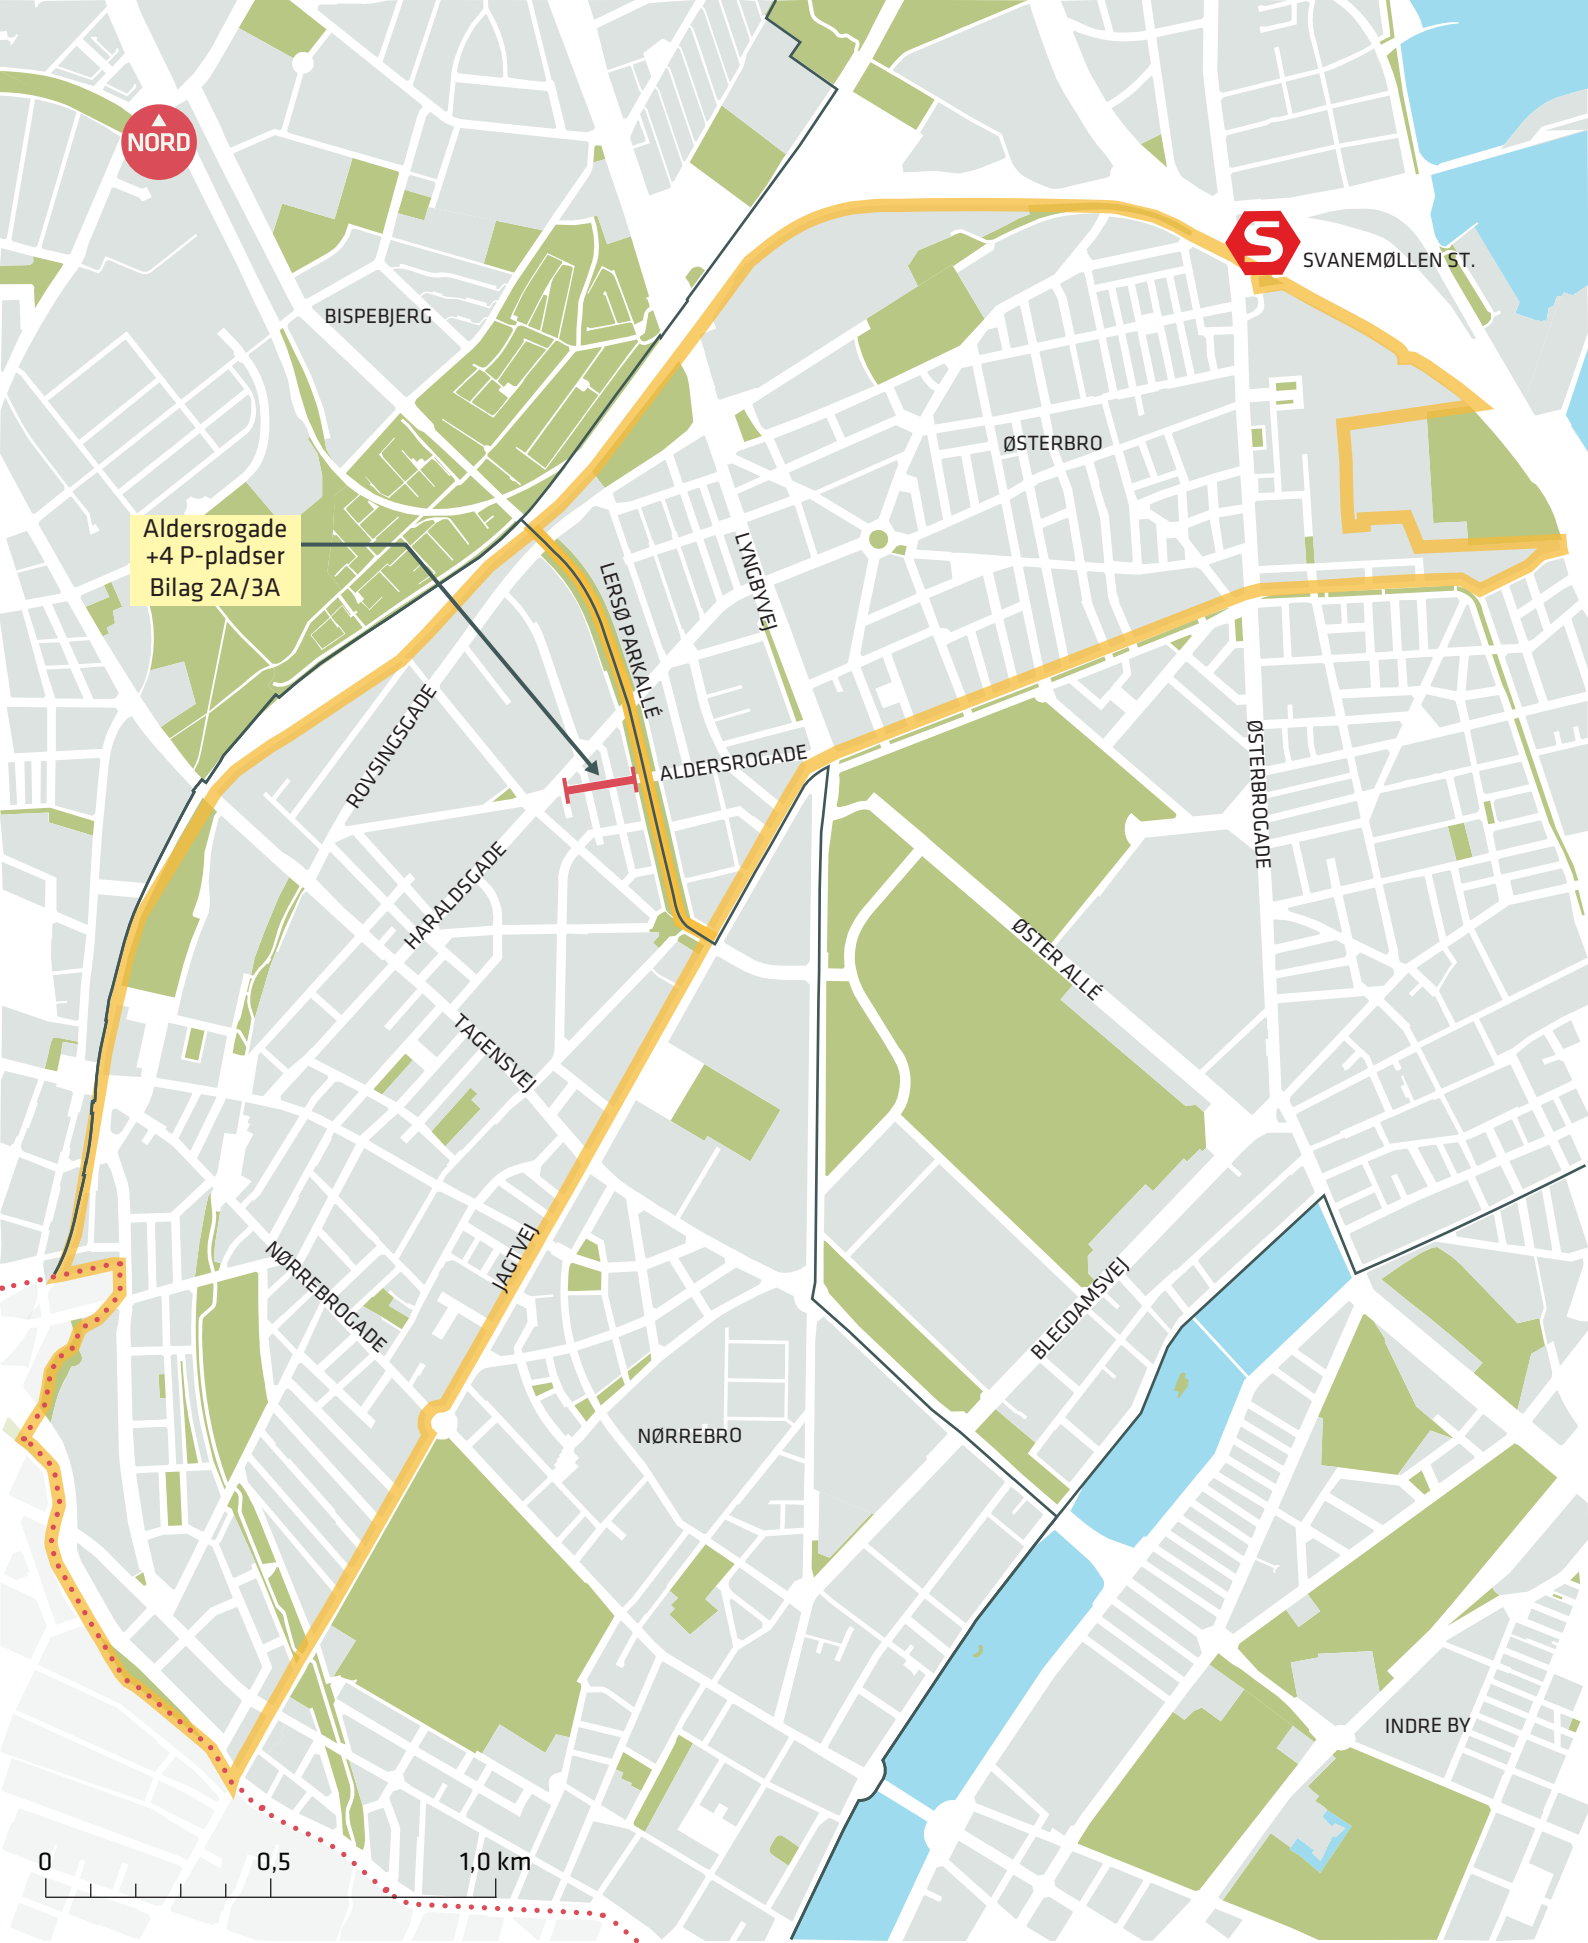 NORD
S
SVANEMØLLEN ST.
BISPEBJERG
ØSTERBRO
Aldersrogade
+4 P-pladser
Bilag 2A/3A
LYNGBYVEJ
LERSØ PARKALLÉ
ROVSINGSGADE
ALDERSROGADE
ØSTERBROGADE
HARALDSGADE
ØSTER ALLÉ
TAGENSVEJ
JAGTVEJ
NØRREBROGADE
BLEGDAMSVEJ
NØRREBRO
INDRE BY
0 0,5 1,0 km